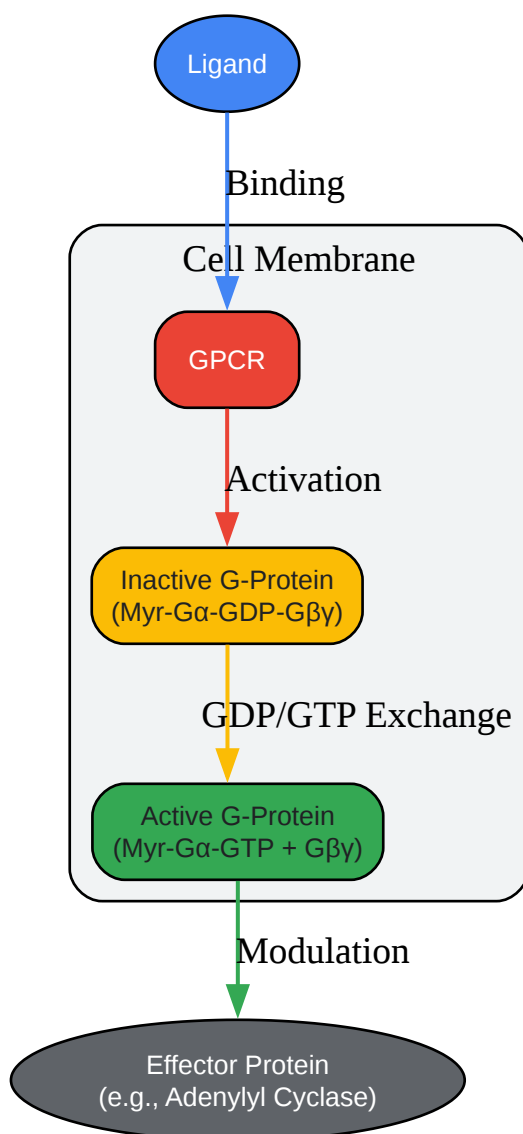 Ligand
Binding
Cell Membrane
GPCR
Activation
Inactive G-Protein
(Myr-Gα-GDP-Gβγ)
GDP/GTP Exchange
Active G-Protein
(Myr-Gα-GTP + Gβγ)
Modulation
Effector Protein
(e.g., Adenylyl Cyclase)